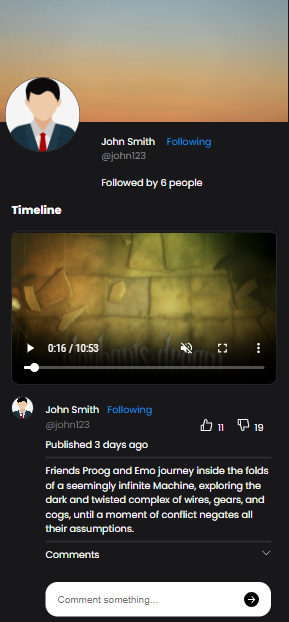 John Smith Following
@john123
Followed by 6 people
Timeline
0:16 / 10:53
John Smith Following
@john123
11 19
Published 3 days ago
Friends Proog and Emo journey inside the folds
of a seemingly infinite Machine, exploring the
dark and twisted complex of wires, gears, and
cogs, until a moment of conflict negates all
their assumptions.
Comments
Comment something...